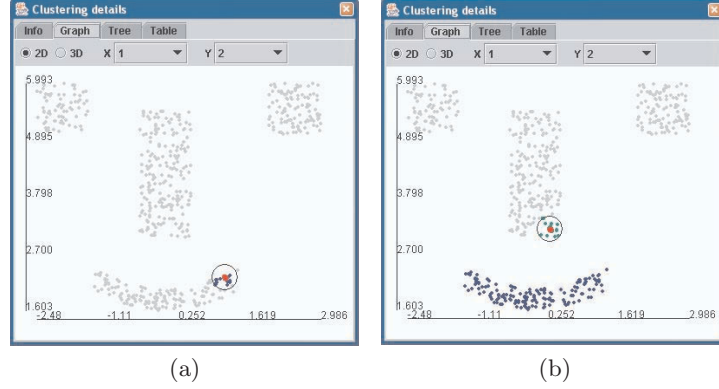 Clustering details
Info Graph Tree Table
2D 3D X 1 Y 2
5.993
4.895
3.798
2.700
1.603
-2.48 -1.11 0.252 1.619 2.986
(a)
Clustering details
Info Graph Tree Table
2D 3D X 1 Y 2
5.993
4.895
3.798
2.700
1.603
-2.48 -1.11 0.252 1.619 2.986
(b)